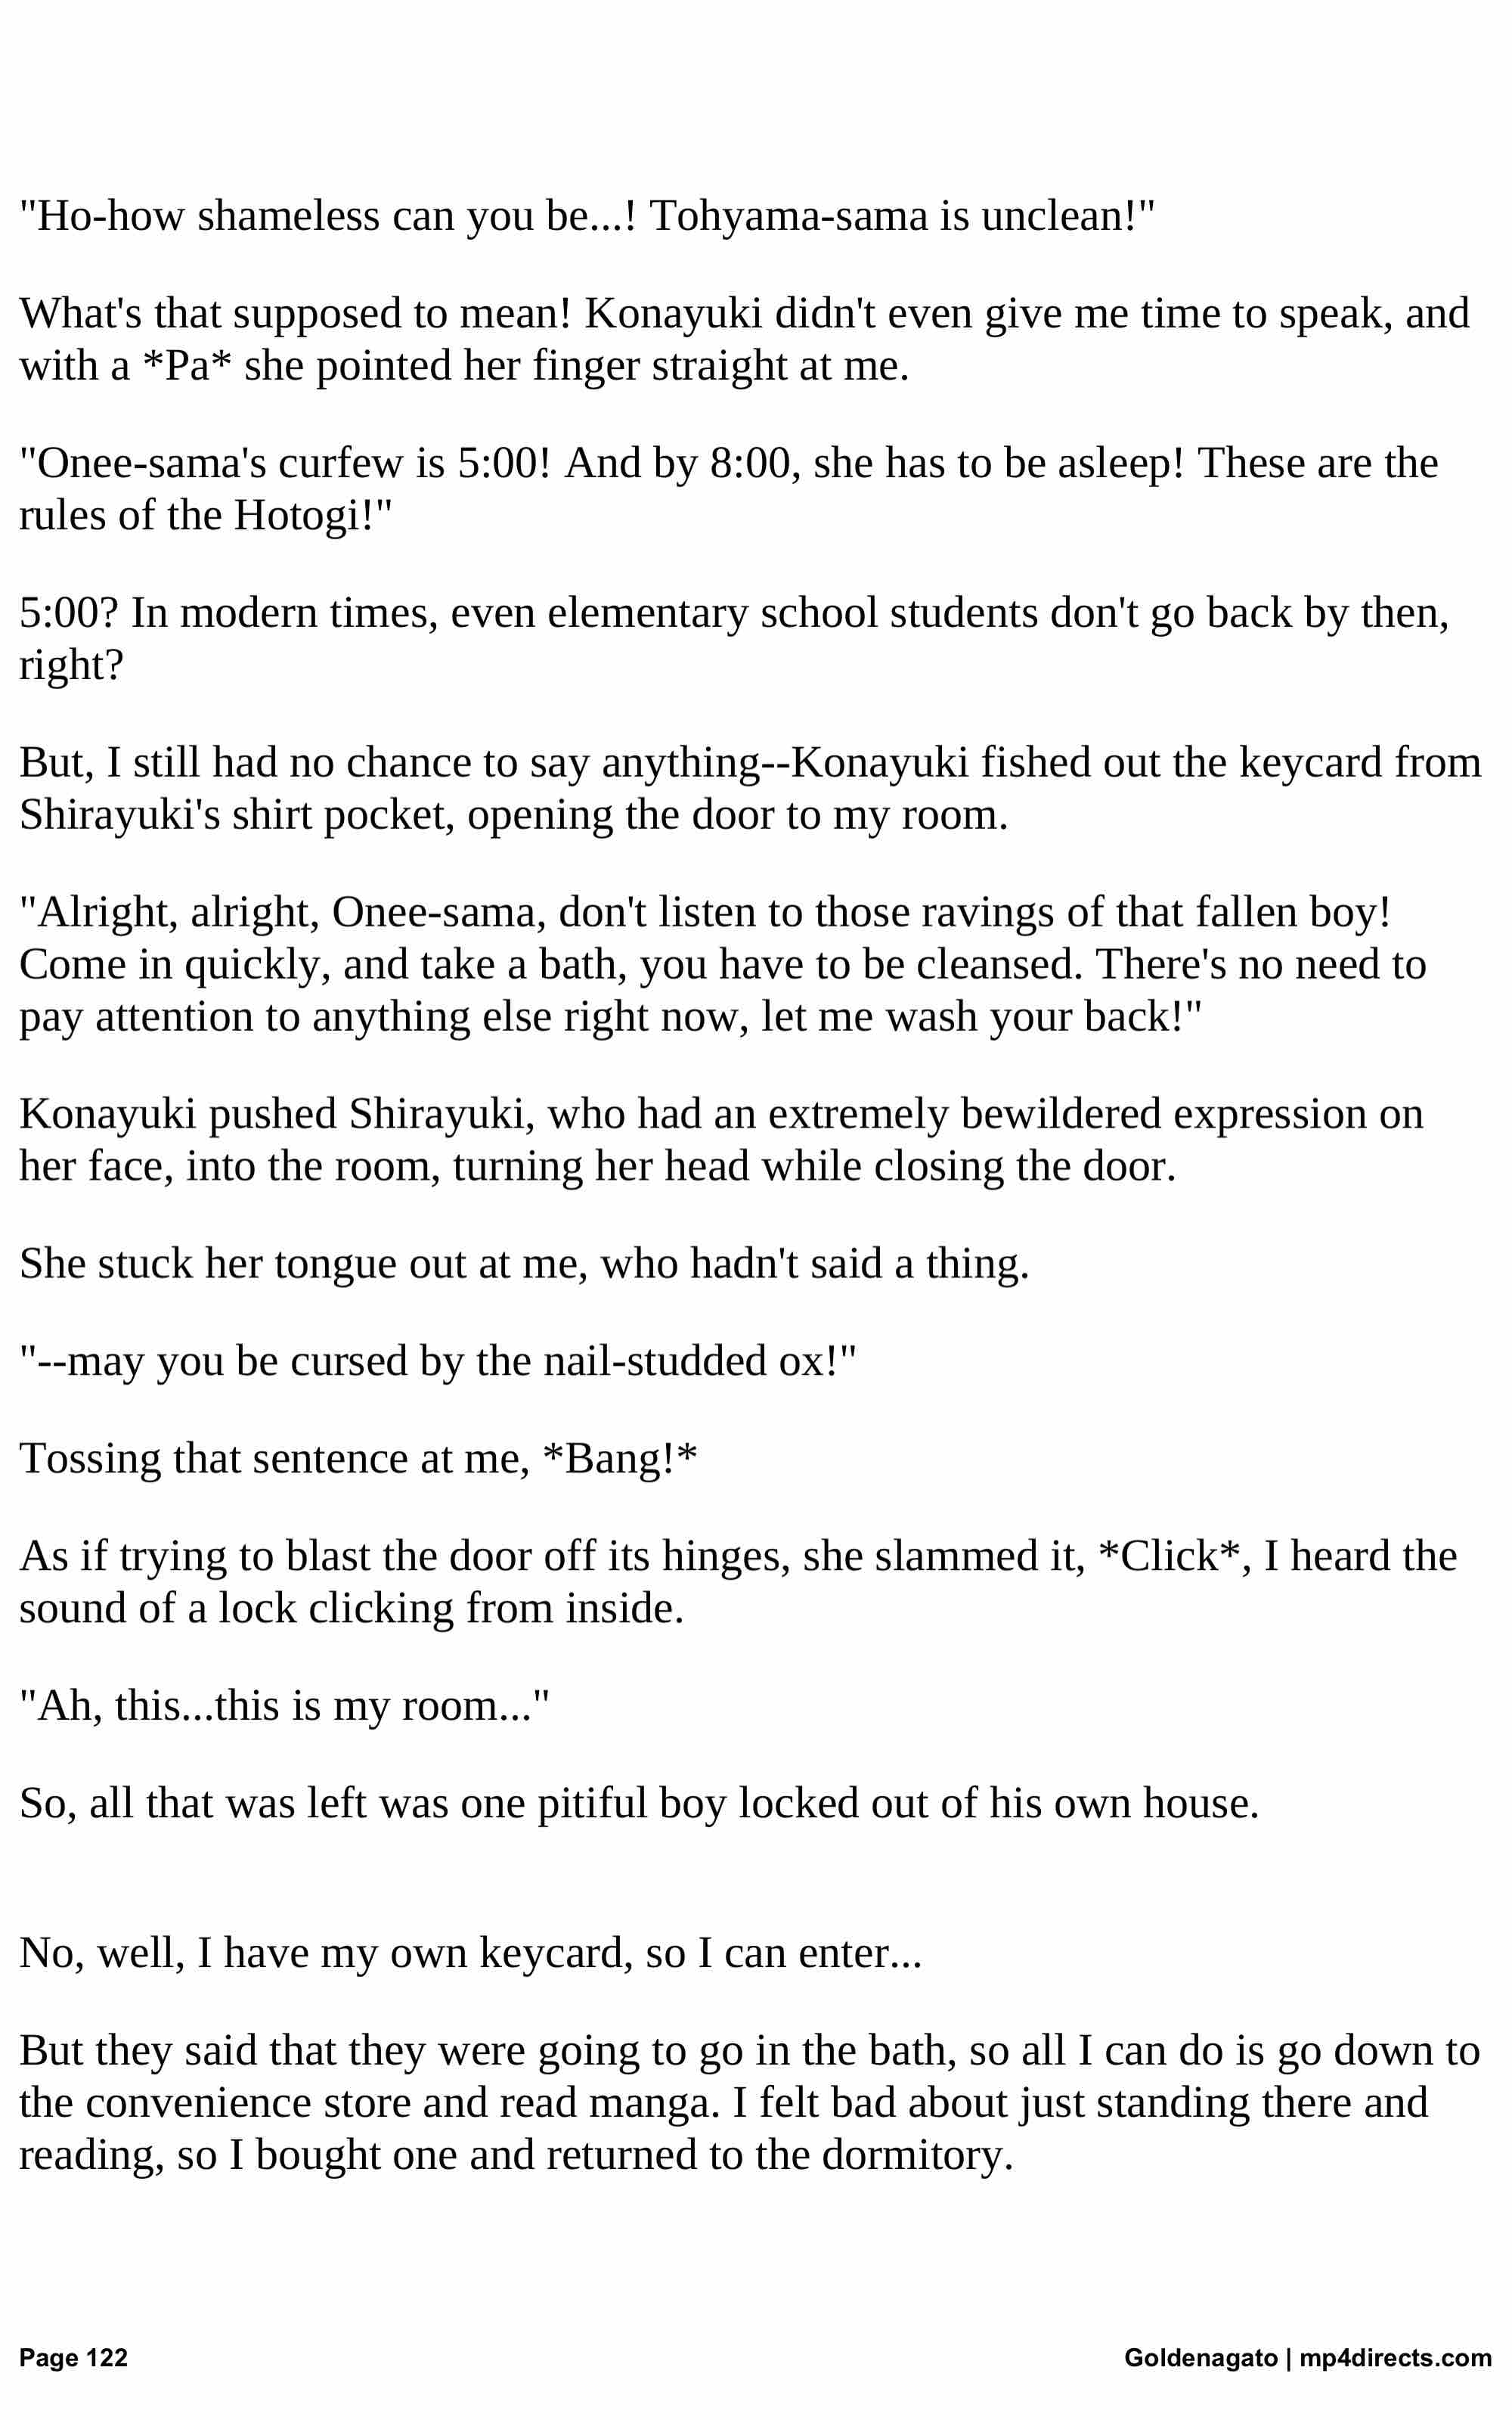 "Ho-how shameless can you be...! Tohyama-sama is unclean!"
What's that supposed to mean! Konayuki didn't even give me time to speak, and
with a *Pa* she pointed her finger straight at me.
"Onee-sama's curfew is 5:00! And by 8:00, she has to be asleep! These are the
rules of the Hotogi!"
5:00? In modern times, even elementary school students don't go back by then,
right?
But, I still had no chance to say anything--Konayuki fished out the keycard from
Shirayuki's shirt pocket, opening the door to my room.
"Alright, alright, Onee-sama, don't listen to those ravings of that fallen boy!
Come in quickly, and take a bath, you have to be cleansed. There's no need to
pay attention to anything else right now, let me wash your back!"
Konayuki pushed Shirayuki, who had an extremely bewildered expression on
her face, into the room, turning her head while closing the door.
She stuck her tongue out at me, who hadn't said a thing.
"--may you be cursed by the nail-studded ox!"
Tossing that sentence at me, *Bang!*
As if trying to blast the door off its hinges, she slammed it, *Click*, I heard the
sound of a lock clicking from inside.
"Ah, this...this is my room..."
So, all that was left was one pitiful boy locked out of his own house.
No, well, I have my own keycard, so I can enter...
But they said that they were going to go in the bath, so all I can do is go down to
the convenience store and read manga. I felt bad about just standing there and
reading, so I bought one and returned to the dormitory.
Page 122
Goldenagato | mp4directs.com